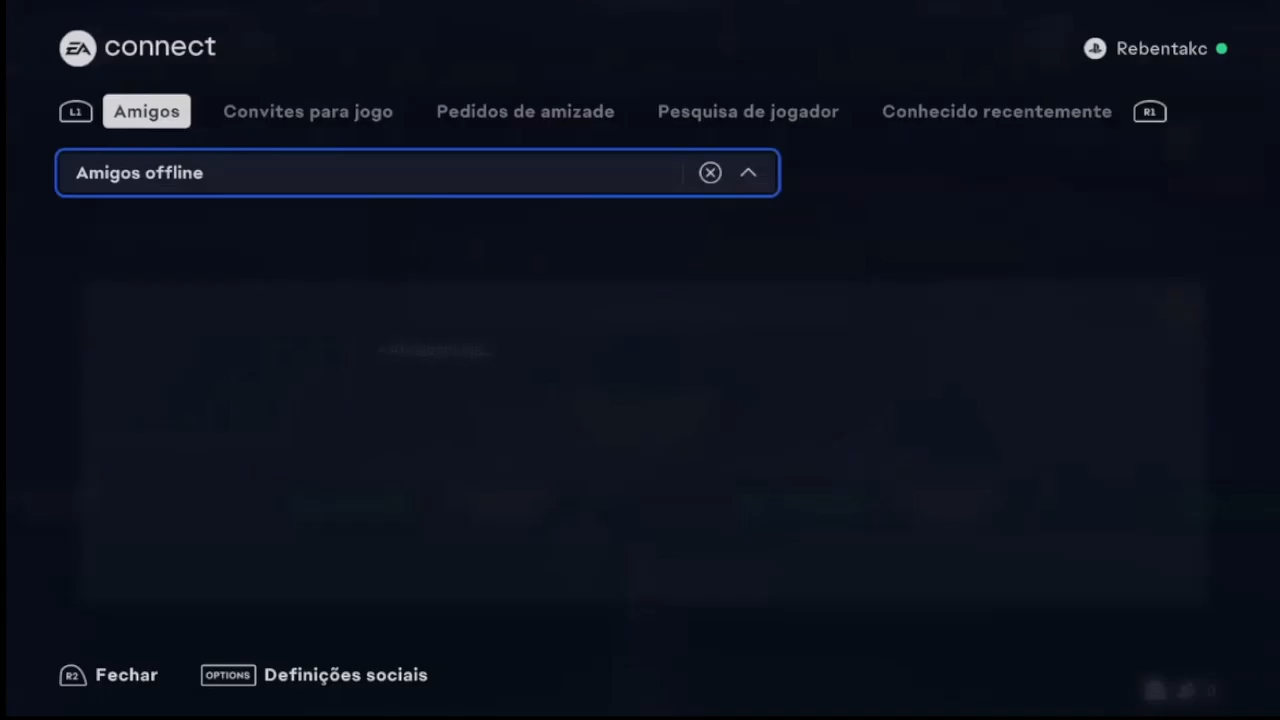 EA connect
Rebentakc
L1 Amigos Convites para jogo Pedidos de amizade Pesquisa de jogador Conhecido recentemente R1
Amigos offline
R2 Fechar OPTIONS Definições sociais